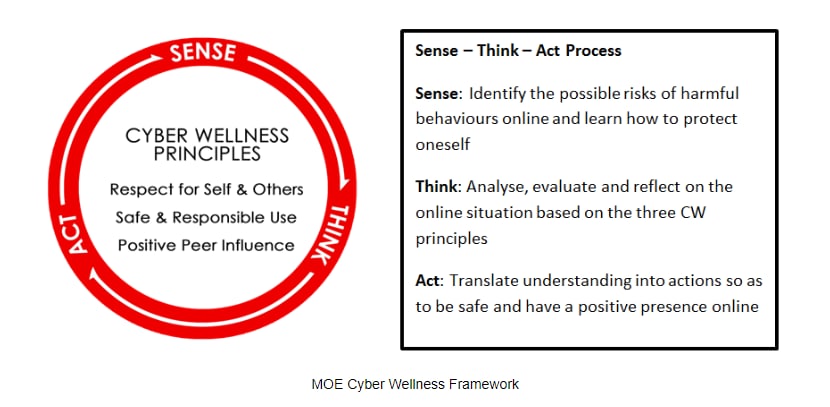 SENSE
CYBER WELLNESS
PRINCIPLES
Respect for Self & Others
Safe & Responsible Use
Positive Peer Influence
THINK
ACT
Sense – Think – Act Process
Sense: Identify the possible risks of harmful
behaviours online and learn how to protect
oneself
Think: Analyse, evaluate and reflect on the
online situation based on the three CW
principles
Act: Translate understanding into actions so as
to be safe and have a positive presence online
MOE Cyber Wellness Framework